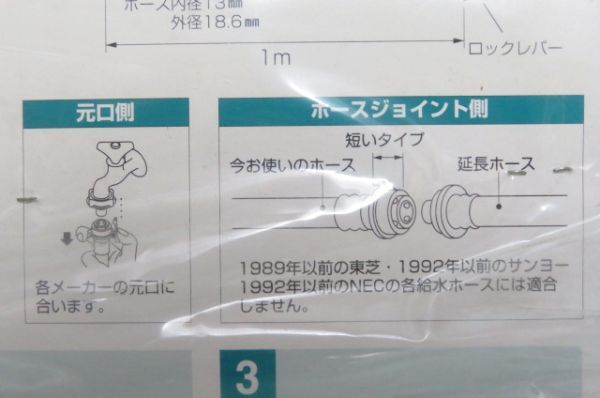 ホース内径13mm
外径18.6mm
1m
ロックレバー
元口側
ホースジョイント側
短いタイプ
今お使いのホース
延長ホース
各メーカーの元口に
合います。
1989年以前の東芝・1992年以前のサンヨー
1992年以前のNECの各給水ホースには適合
しません。
3